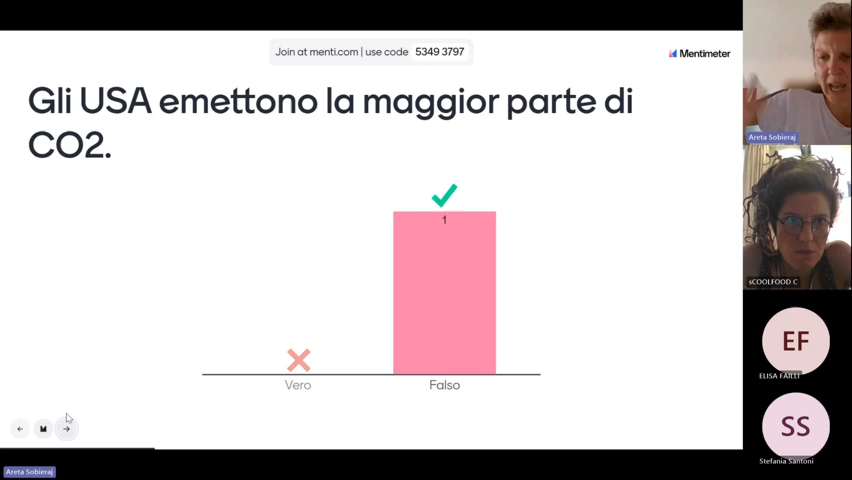 Join at menti.com | use code 5349 3797
Mentimeter
Gli USA emettono la maggior parte di
CO2.
1
Vero
Falso
Areta Sobieraj
Areta Sobieraj
sCOOLFOOD C
EF
ELISA FAILLI
SS
Stefania Santoni